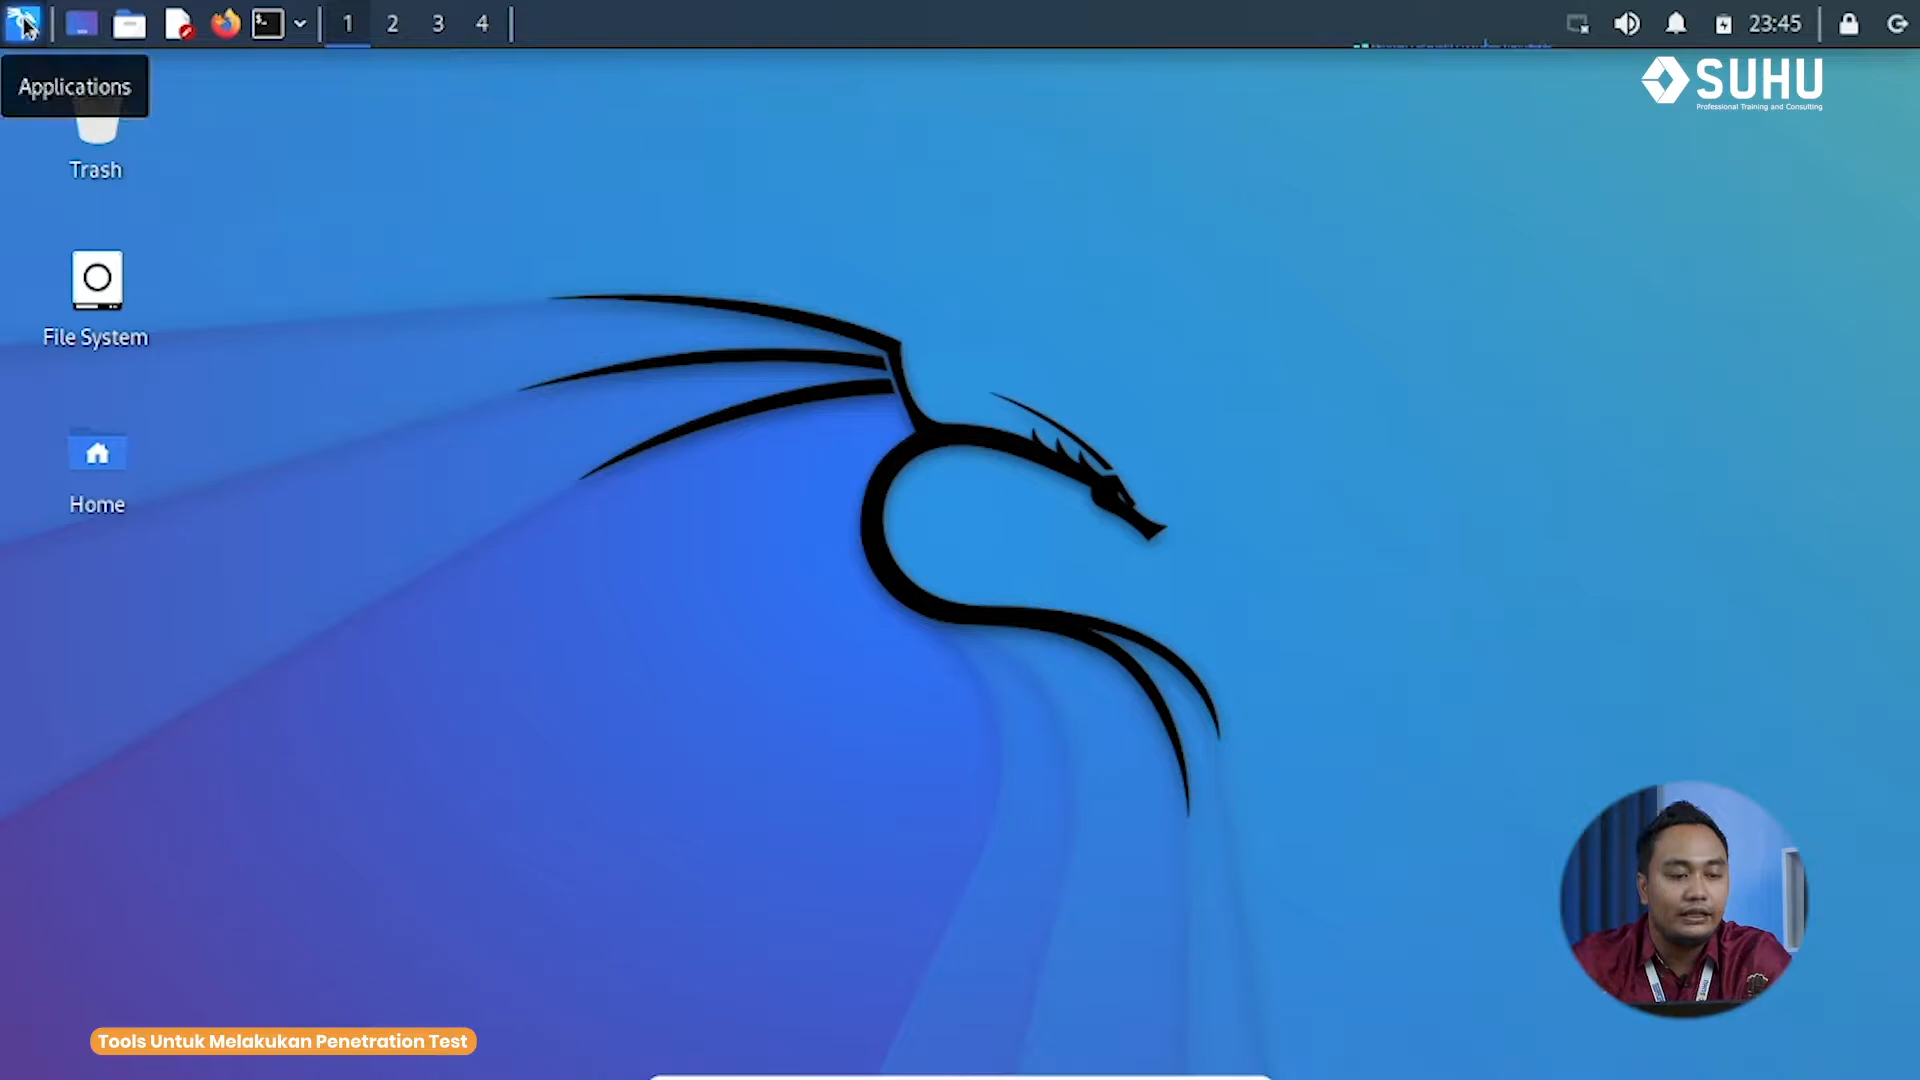 1 2 3 4
23:45
Applications
SUHU
Professional Training and Consulting
Trash
File System
Home
Tools Untuk Melakukan Penetration Test